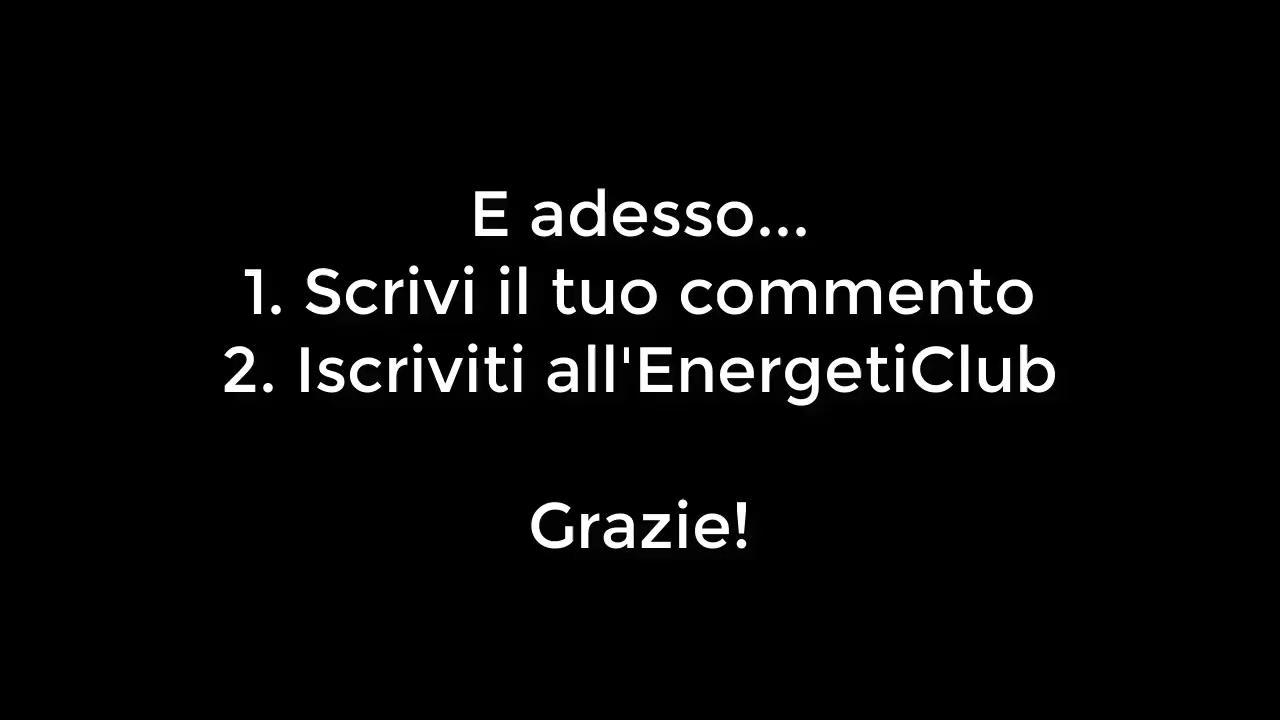 E adesso...
1. Scrivi il tuo commento
2. Iscriviti all'EnergetiClub
Grazie!